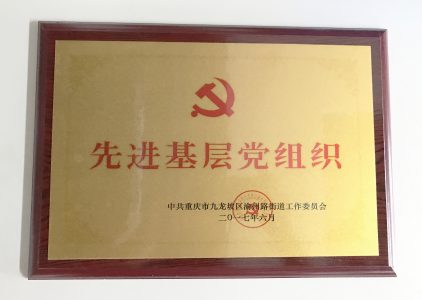 先进基层党组织
中共重庆市九龙坡区渝州路街道工作委员会
二〇一七年六月